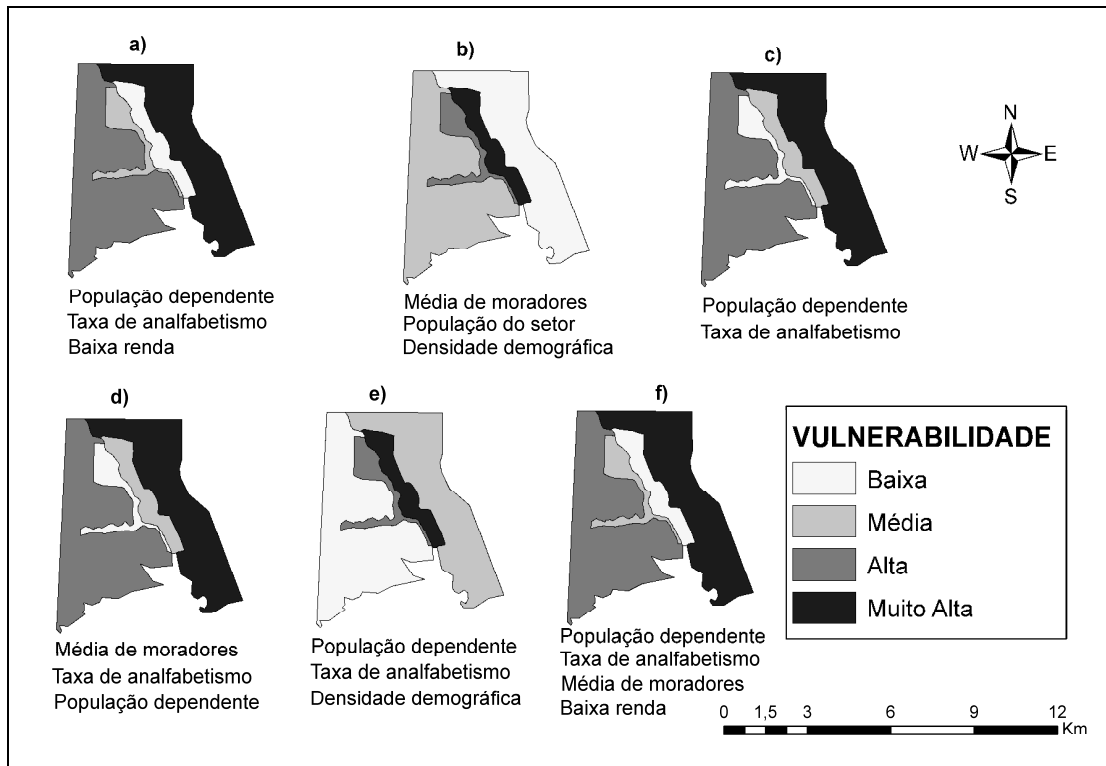 a)
População dependente
Taxa de analfabetismo
Baixa renda
b)
Média de moradores
População do setor
Densidade demográfica
c)
População dependente
Taxa de analfabetismo
N
W E
S
d)
Média de moradores
Taxa de analfabetismo
População dependente
e)
População dependente
Taxa de analfabetismo
Densidade demográfica
f)
População dependente
Taxa de analfabetismo
Média de moradores
Baixa renda
VULNERABILIDADE
Baixa
Média
Alta
Muito Alta
0 1,5 3 6 9 12
Km